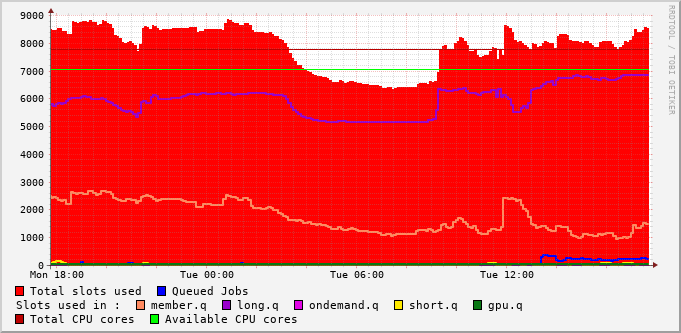 9000
8000
7000
6000
5000
4000
3000
2000
1000
0
Mon 18:00 Tue 00:00 Tue 06:00 Tue 12:00
RRDTOOL / TOBI OETIKER
Total slots used Queued Jobs
Slots used in : member.q long.q ondemand.q short.q gpu.q
Total CPU cores Available CPU cores